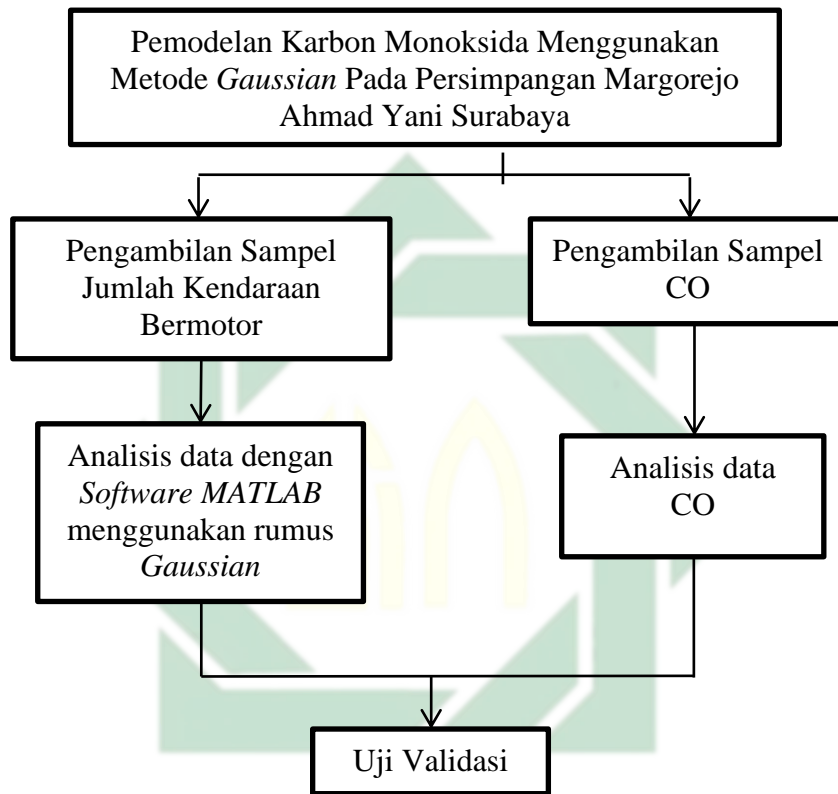 Pemodelan Karbon Monoksida Menggunakan
Metode Gaussian Pada Persimpangan Margorejo
Ahmad Yani Surabaya
Pengambilan Sampel
Jumlah Kendaraan
Bermotor
Pengambilan Sampel
CO
Analisis data dengan
Software MATLAB
menggunakan rumus
Gaussian
Analisis data
CO
Uji Validasi